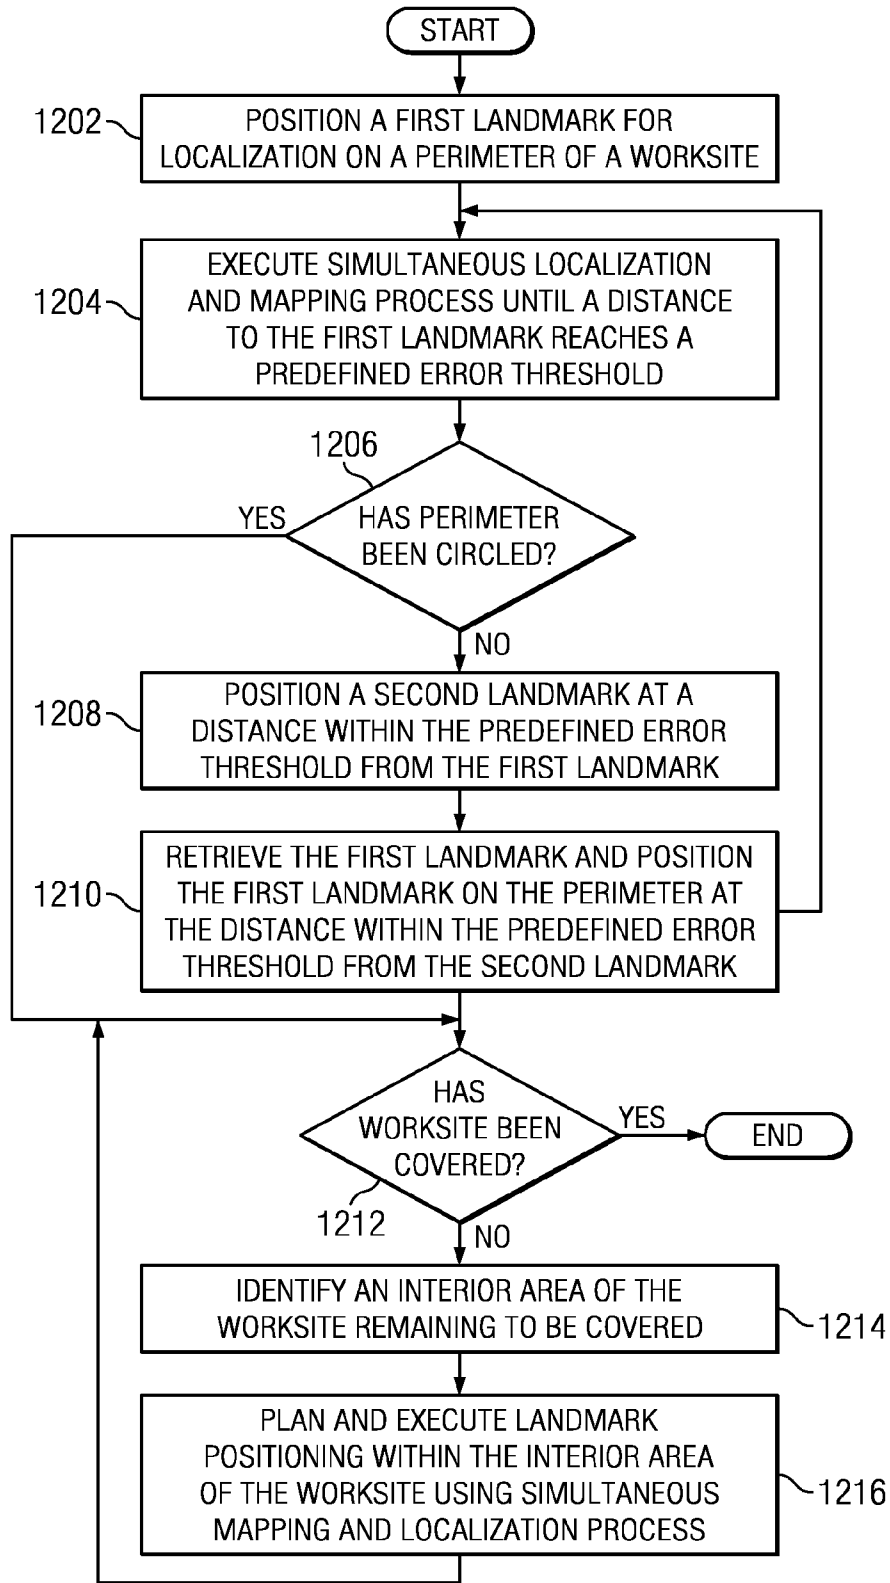 START
1202
POSITION A FIRST LANDMARK FOR
LOCALIZATION ON A PERIMETER OF A WORKSITE
1204
EXECUTE SIMULTANEOUS LOCALIZATION
AND MAPPING PROCESS UNTIL A DISTANCE
TO THE FIRST LANDMARK REACHES A
PREDEFINED ERROR THRESHOLD
1206
YES
HAS PERIMETER
BEEN CIRCLED?
NO
1208
POSITION A SECOND LANDMARK AT A
DISTANCE WITHIN THE PREDEFINED ERROR
THRESHOLD FROM THE FIRST LANDMARK
1210
RETRIEVE THE FIRST LANDMARK AND POSITION
THE FIRST LANDMARK ON THE PERIMETER AT
THE DISTANCE WITHIN THE PREDEFINED ERROR
THRESHOLD FROM THE SECOND LANDMARK
HAS
WORKSITE BEEN
COVERED?
YES
END
1212
NO
IDENTIFY AN INTERIOR AREA OF THE
WORKSITE REMAINING TO BE COVERED
1214
PLAN AND EXECUTE LANDMARK
POSITIONING WITHIN THE INTERIOR AREA
OF THE WORKSITE USING SIMULTANEOUS
MAPPING AND LOCALIZATION PROCESS
1216